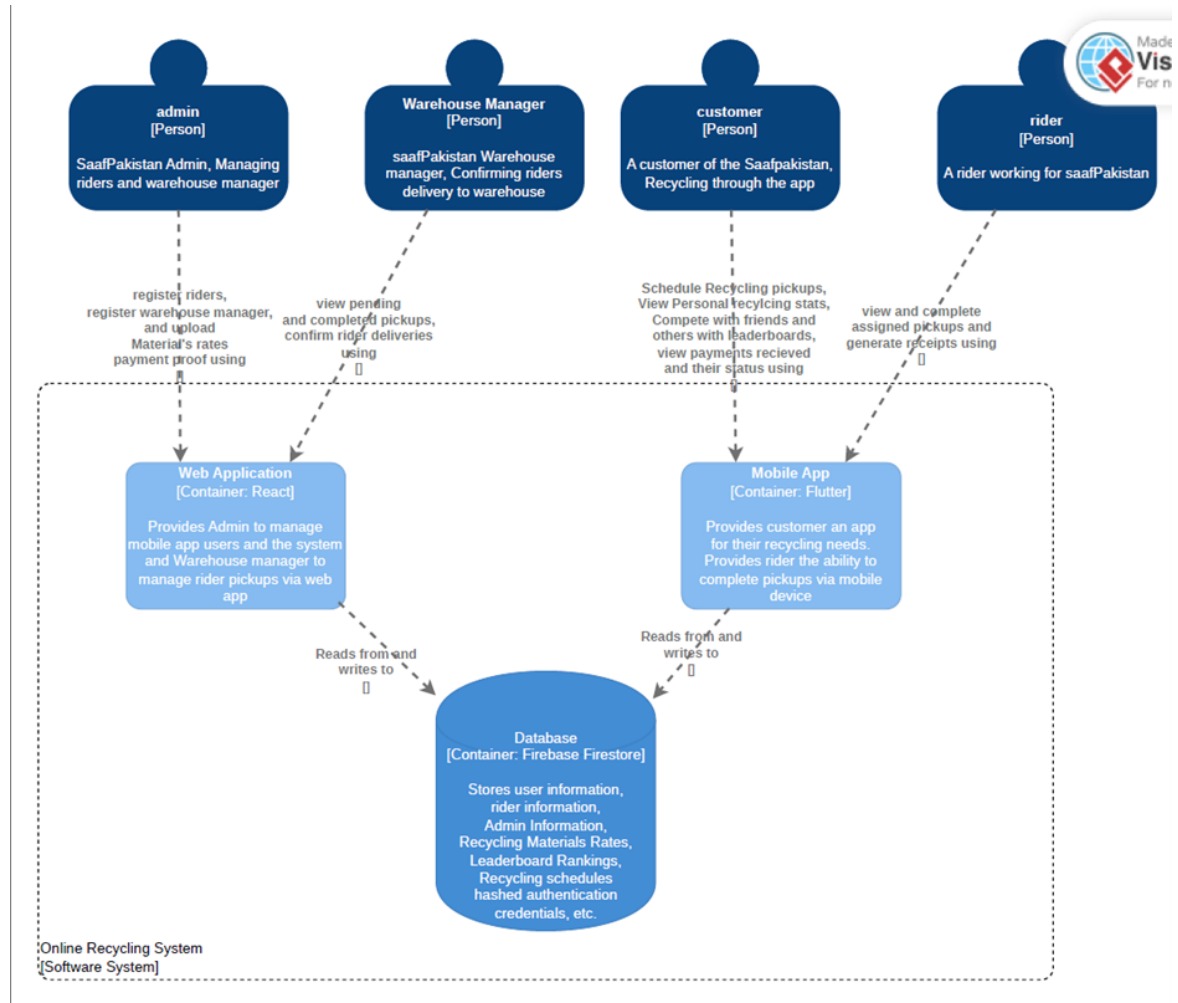 admin
[Person]
SaafPakistan Admin, Managing
riders and warehouse manager
Warehouse Manager
[Person]
saafPakistan Warehouse
manager, Confirming riders
delivery to warehouse
customer
[Person]
A customer of the Saafpakistan,
Recycling through the app
rider
[Person]
A rider working for saafPakistan
Made
Vis
For n
register riders,
register warehouse manager,
and upload
Material's rates
payment proof using
[]
view pending
and completed pickups,
confirm rider deliveries
using
[]
Schedule Recycling pickups,
View Personal recylcing stats,
Compete with friends and
others with leaderboards,
view payments recieved
and their status using
[]
view and complete
assigned pickups and
generate receipts using
[]
Web Application
[Container: React]
Provides Admin to manage
mobile app users and the system
and Warehouse manager to
manage rider pickups via web
app
Mobile App
[Container: Flutter]
Provides customer an app
for their recycling needs.
Provides rider the ability to
complete pickups via mobile
device
Reads from and
writes to
[]
Reads from and
writes to
[]
Database
[Container: Firebase Firestore]
Stores user information,
rider information,
Admin Information,
Recycling Materials Rates,
Leaderboard Rankings,
Recycling schedules
hashed authentication
credentials, etc.
Online Recycling System
[Software System]